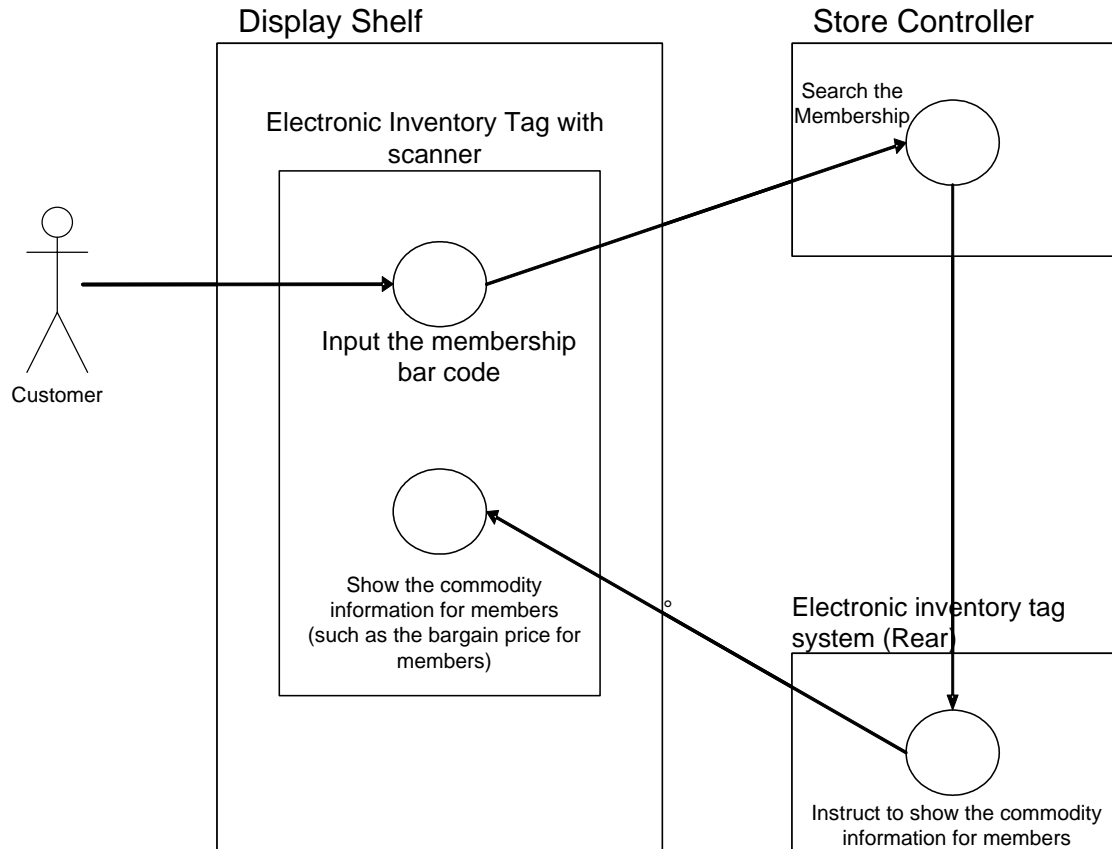 Display Shelf
Store Controller
Search the
Membership
Electronic Inventory Tag with
scanner
Input the membership
bar code
Customer
Show the commodity
information for members
(such as the bargain price for
members)
Electronic inventory tag
system (Rear)
Instruct to show the commodity
information for members